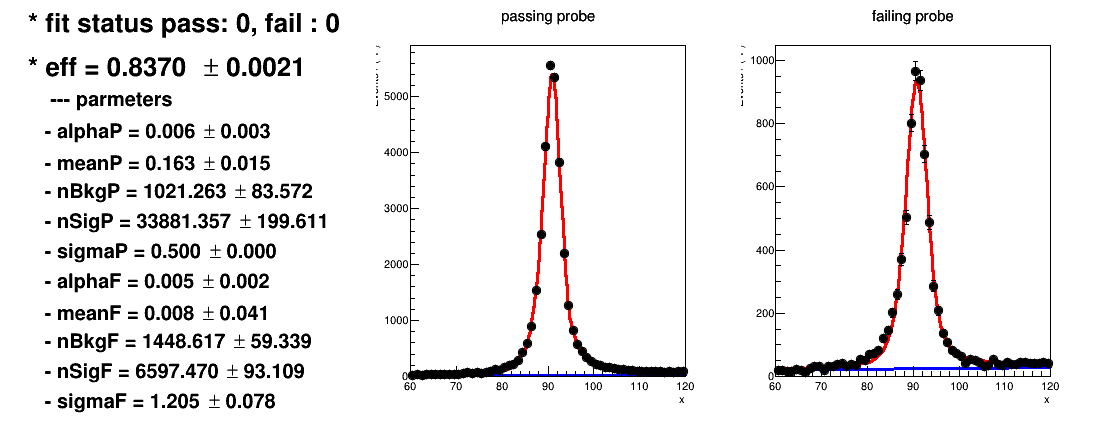 * fit status pass: 0, fail : 0
* eff = 0.8370 ± 0.0021
--- parmeters
- alphaP = 0.006 ± 0.003
- meanP = 0.163 ± 0.015
- nBkgP = 1021.263 ± 83.572
- nSigP = 33881.357 ± 199.611
- sigmaP = 0.500 ± 0.000
- alphaF = 0.005 ± 0.002
- meanF = 0.008 ± 0.041
- nBkgF = 1448.617 ± 59.339
- nSigF = 6597.470 ± 93.109
- sigmaF = 1.205 ± 0.078
passing probe
5000
4000
3000
2000
1000
0
60 70 80 90 100 110 120
x
failing probe
1000
800
600
400
200
0
60 70 80 90 100 110 120
x